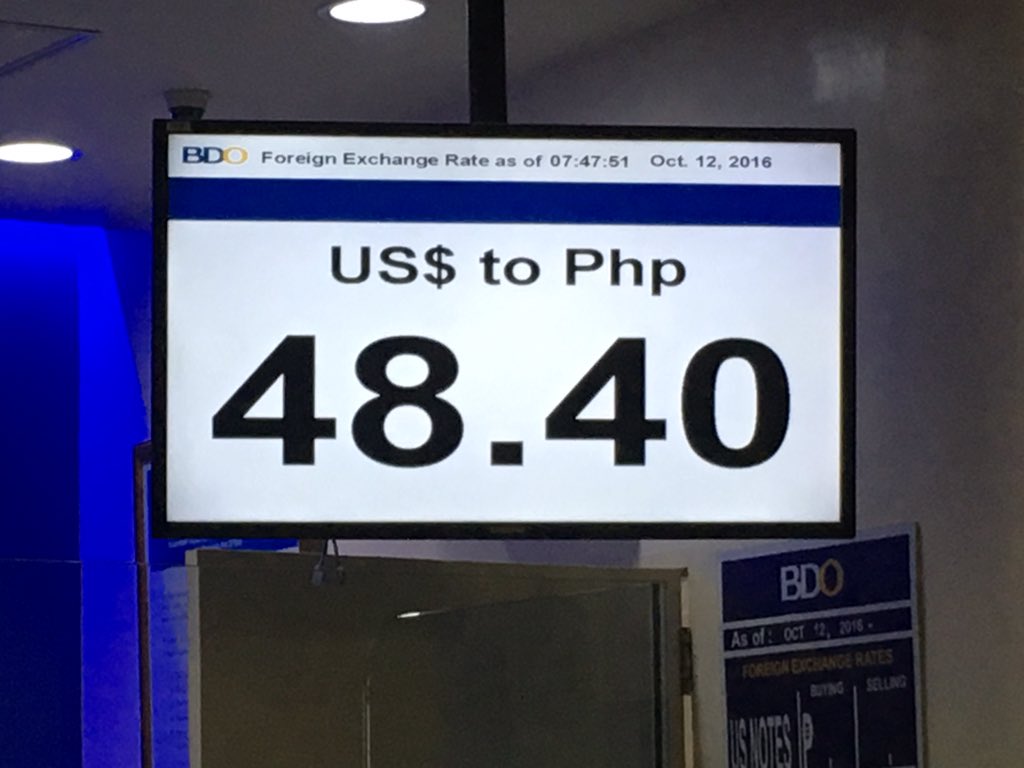 BDO Foreign Exchange Rate as of 07:47:51 Oct. 12, 2016
US$ to Php
48.40
BDO
As of: OCT 12, 2016 -
FOREIGN EXCHANGE RATES
BUYING SELLING
US NOTES ₱